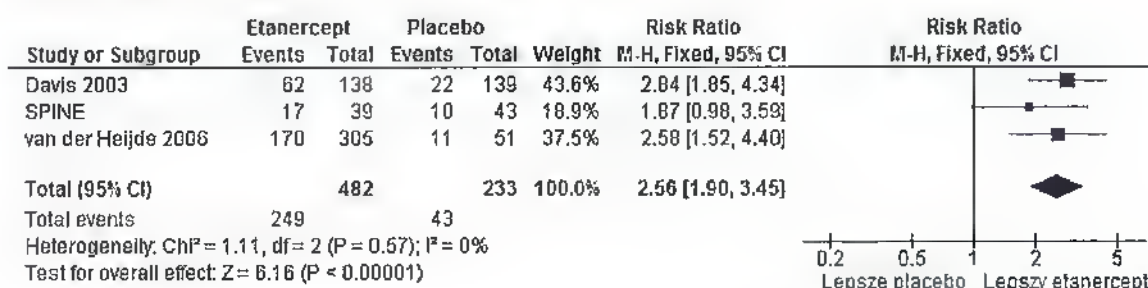 Etanercept Placebo Risk Ratio Risk Ratio
Study or Subgroup Events Total Events Total Weight M-H, Fixed, 95% CI M-H, Fixed, 95% CI
Davis 2003 62 138 22 139 43.6% 2.84 [1.85, 4.34]
SPINE 17 39 10 43 18.9% 1.87 [0.98, 3.59]
van der Heijde 2006 170 305 11 51 37.5% 2.58 [1.52, 4.40]
Total (95% CI) 482 233 100.0% 2.56 [1.90, 3.45]
Total events 249 43
Heterogeneity: Chi² = 1.11, df = 2 (P = 0.57); I² = 0%
Test for overall effect: Z = 6.16 (P < 0.00001)
0.2 0.5 1 2 5
Lepsze placebo Lepszy etanercept